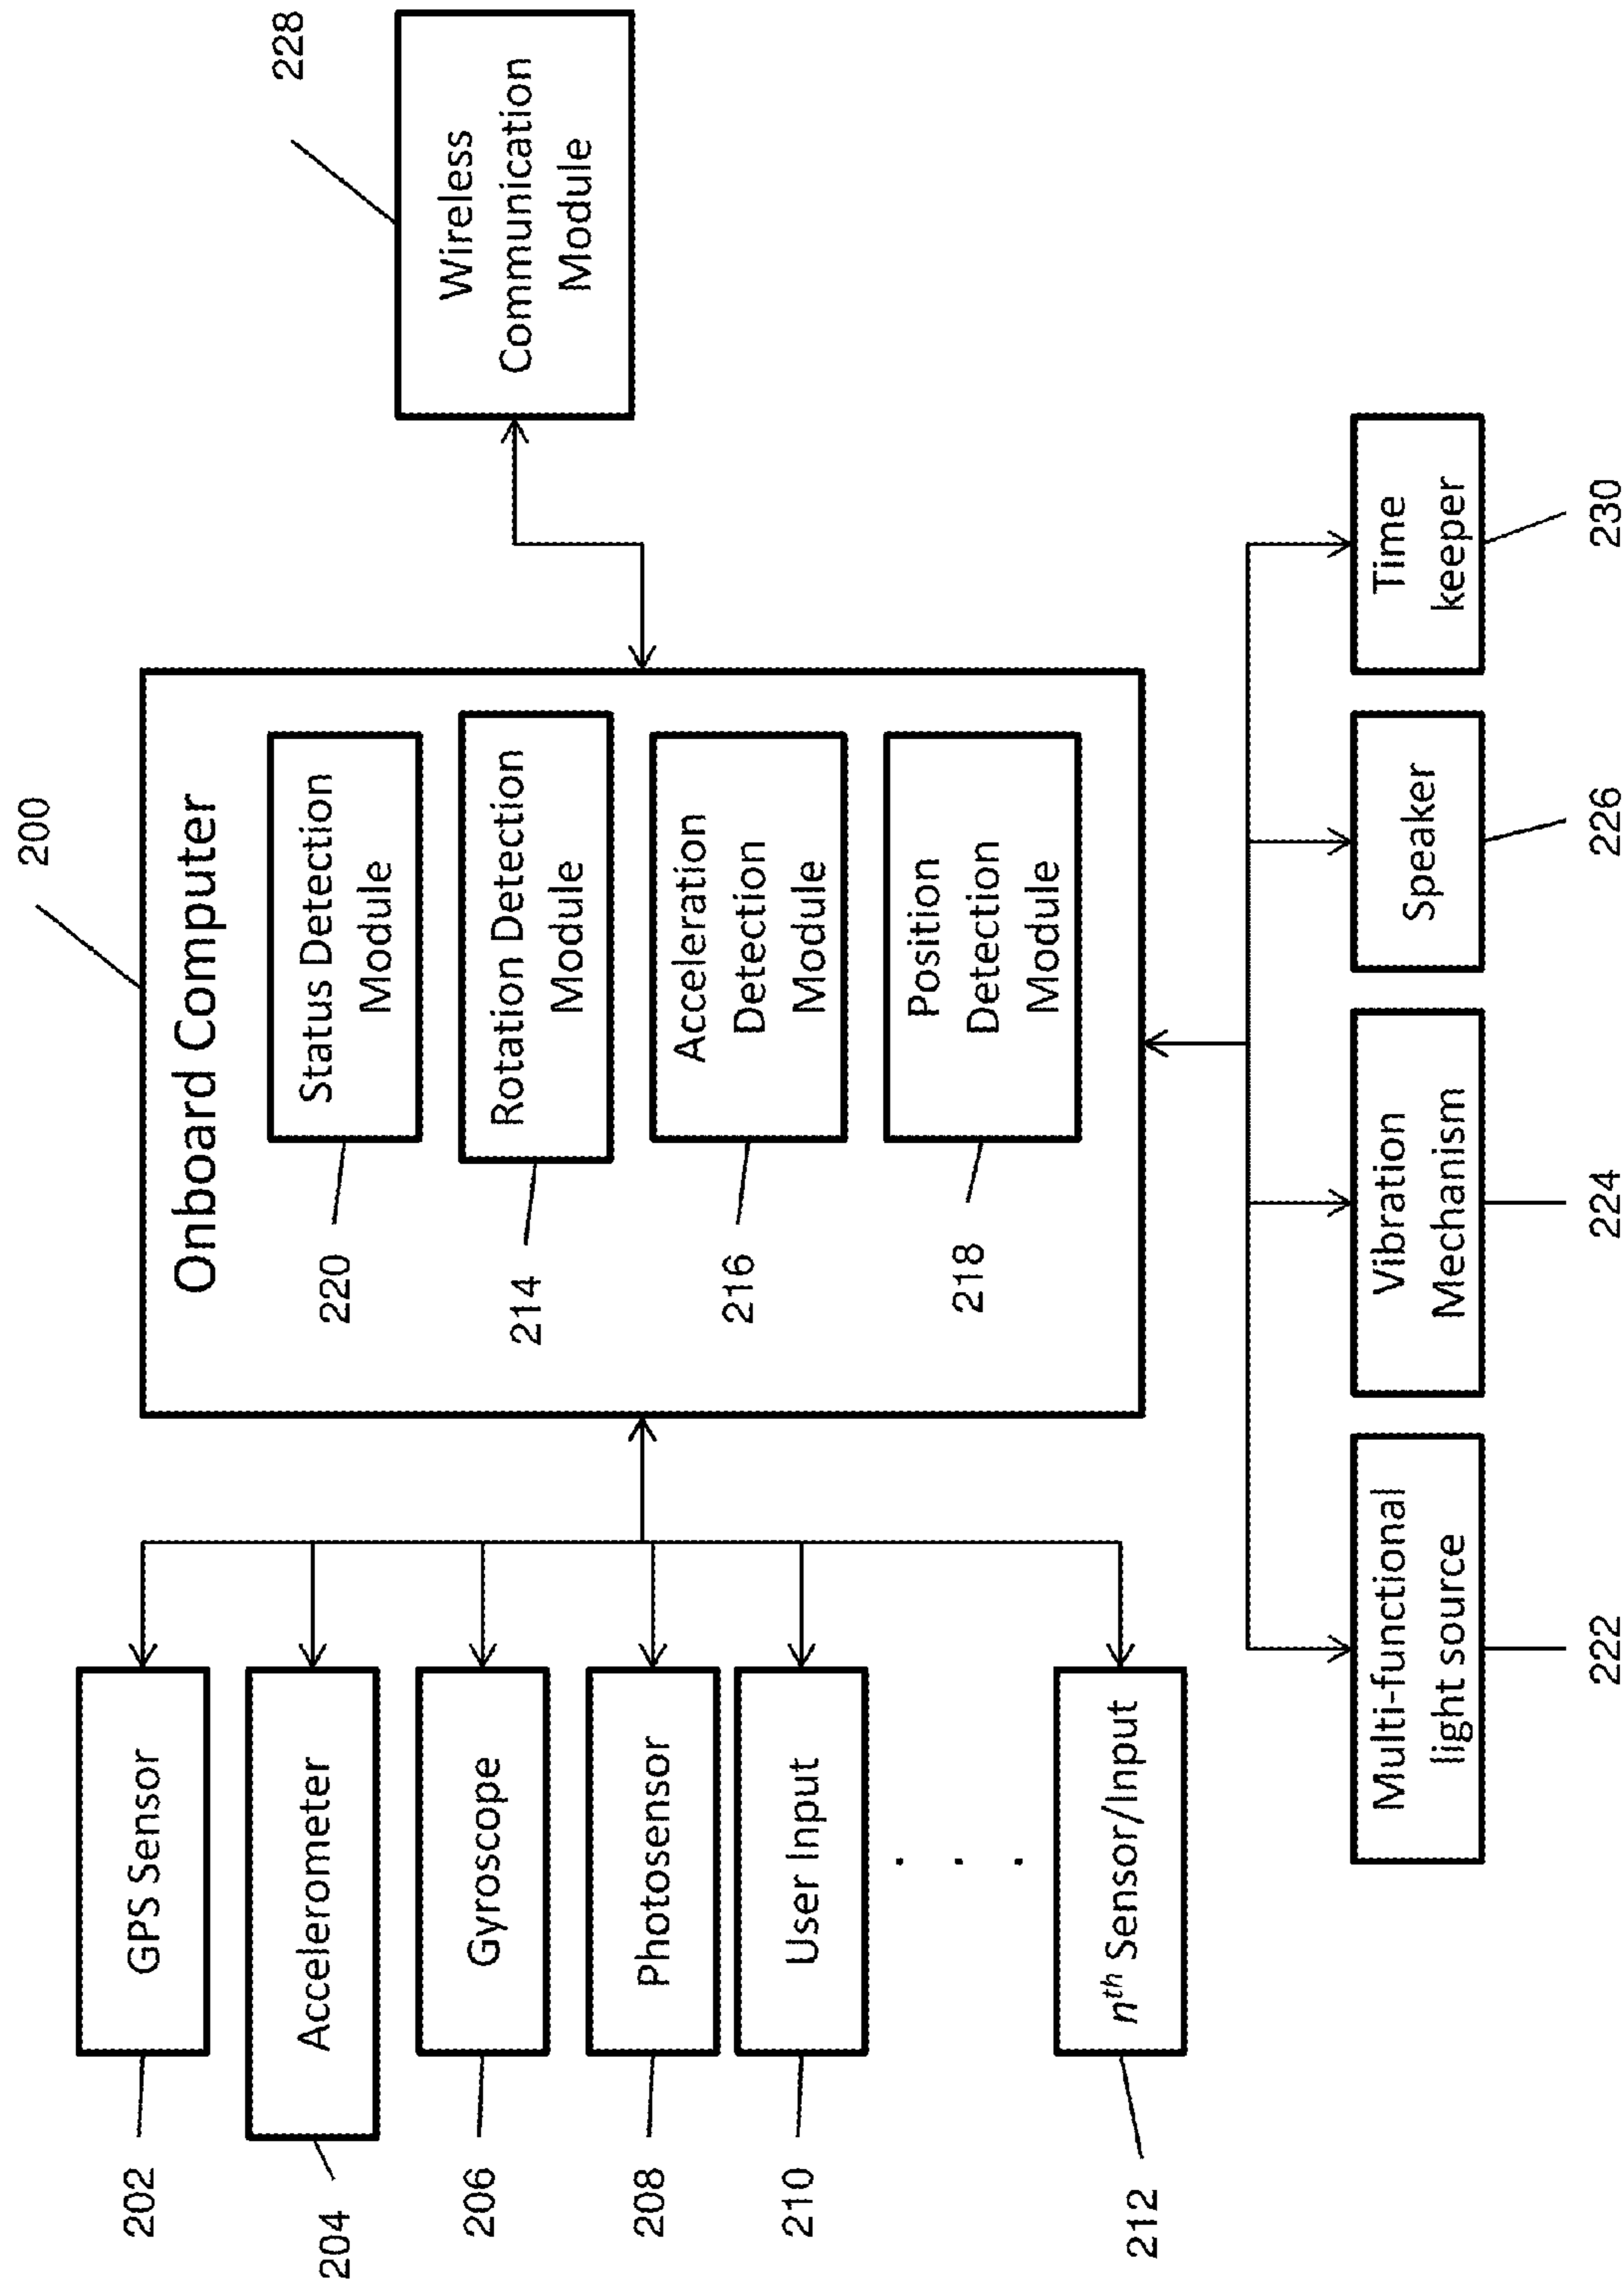 200
Onboard Computer
Status Detection
Module
220
Rotation Detection
Module
214
Acceleration
Detection
Module
216
Position
Detection
Module
218
202
GPS Sensor
204
Accelerometer
206
Gyroscope
208
Photosensor
210
User Input
. . .
212
nth Sensor/Input
228
Wireless
Communication
Module
Multi-functional
light source
222
Vibration
Mechanism
224
Speaker
226
Time
keeper
230